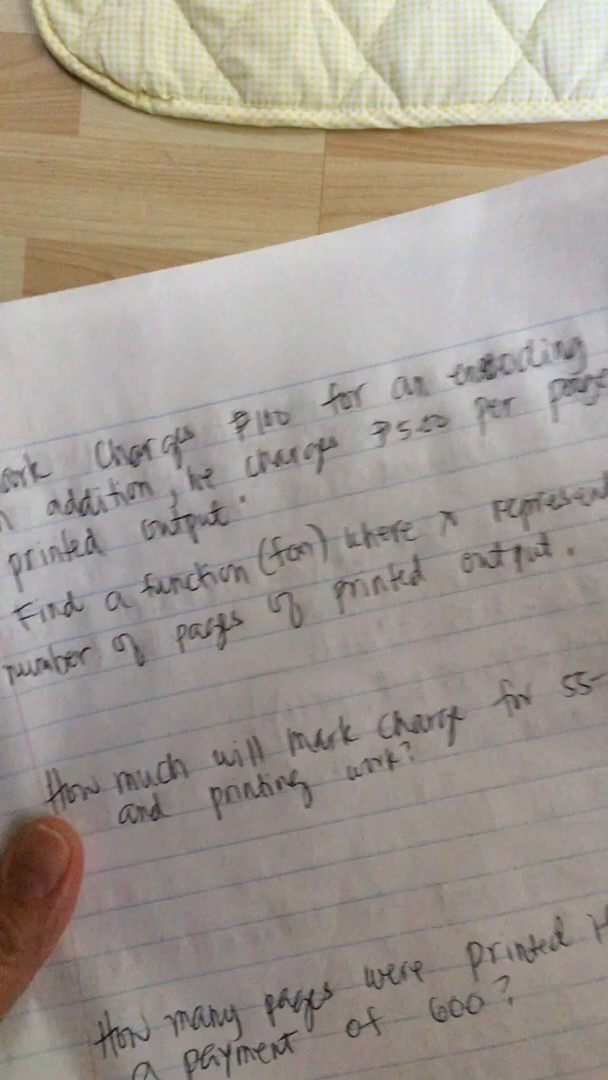 ark Charges ₱100 for an encoding
n addition, he charges ₱5.00 per page
printed output.
Find a function (f(x)) where x represent
number of pages of printed output.
How much will mark charge for 55-
and printing work?
How many pages were printed i
a payment of 600?